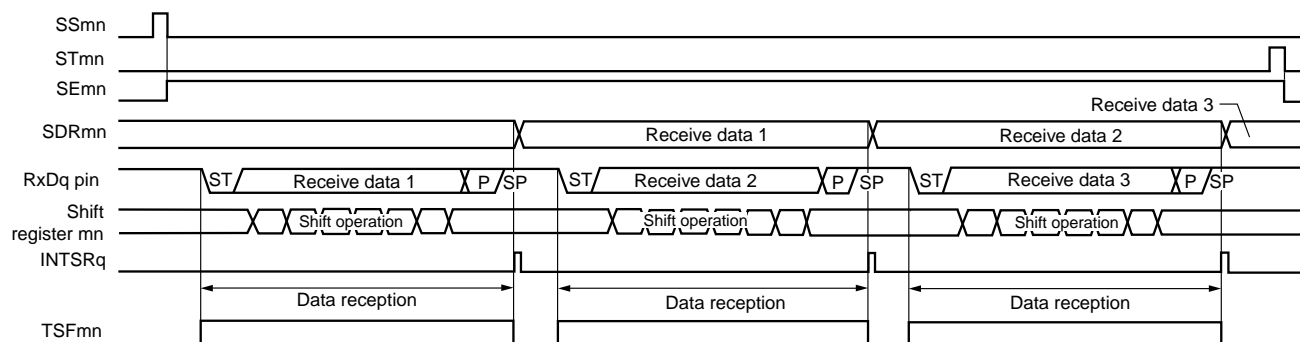 SSmn
STmn
SEmn
Receive data 3
SDRmn
Receive data 1
Receive data 2
RxDq pin
ST
Receive data 1
P
SP
ST
Receive data 2
P
SP
ST
Receive data 3
P
SP
Shift
register mn
Shift operation
Shift operation
Shift operation
INTSRq
Data reception
Data reception
Data reception
TSFmn